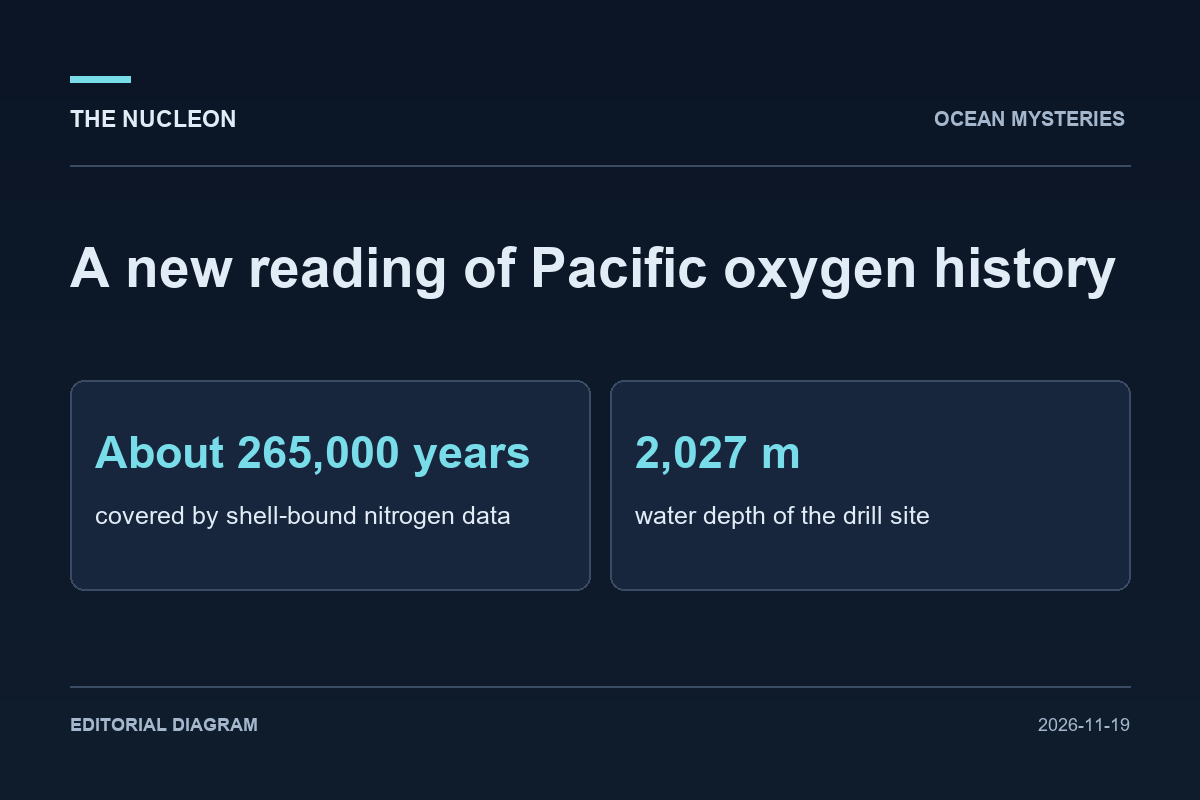 THE NUCLEON
OCEAN MYSTERIES
A new reading of Pacific oxygen history
About 265,000 years
covered by shell-bound nitrogen data
2,027 m
water depth of the drill site
EDITORIAL DIAGRAM
2026-11-19